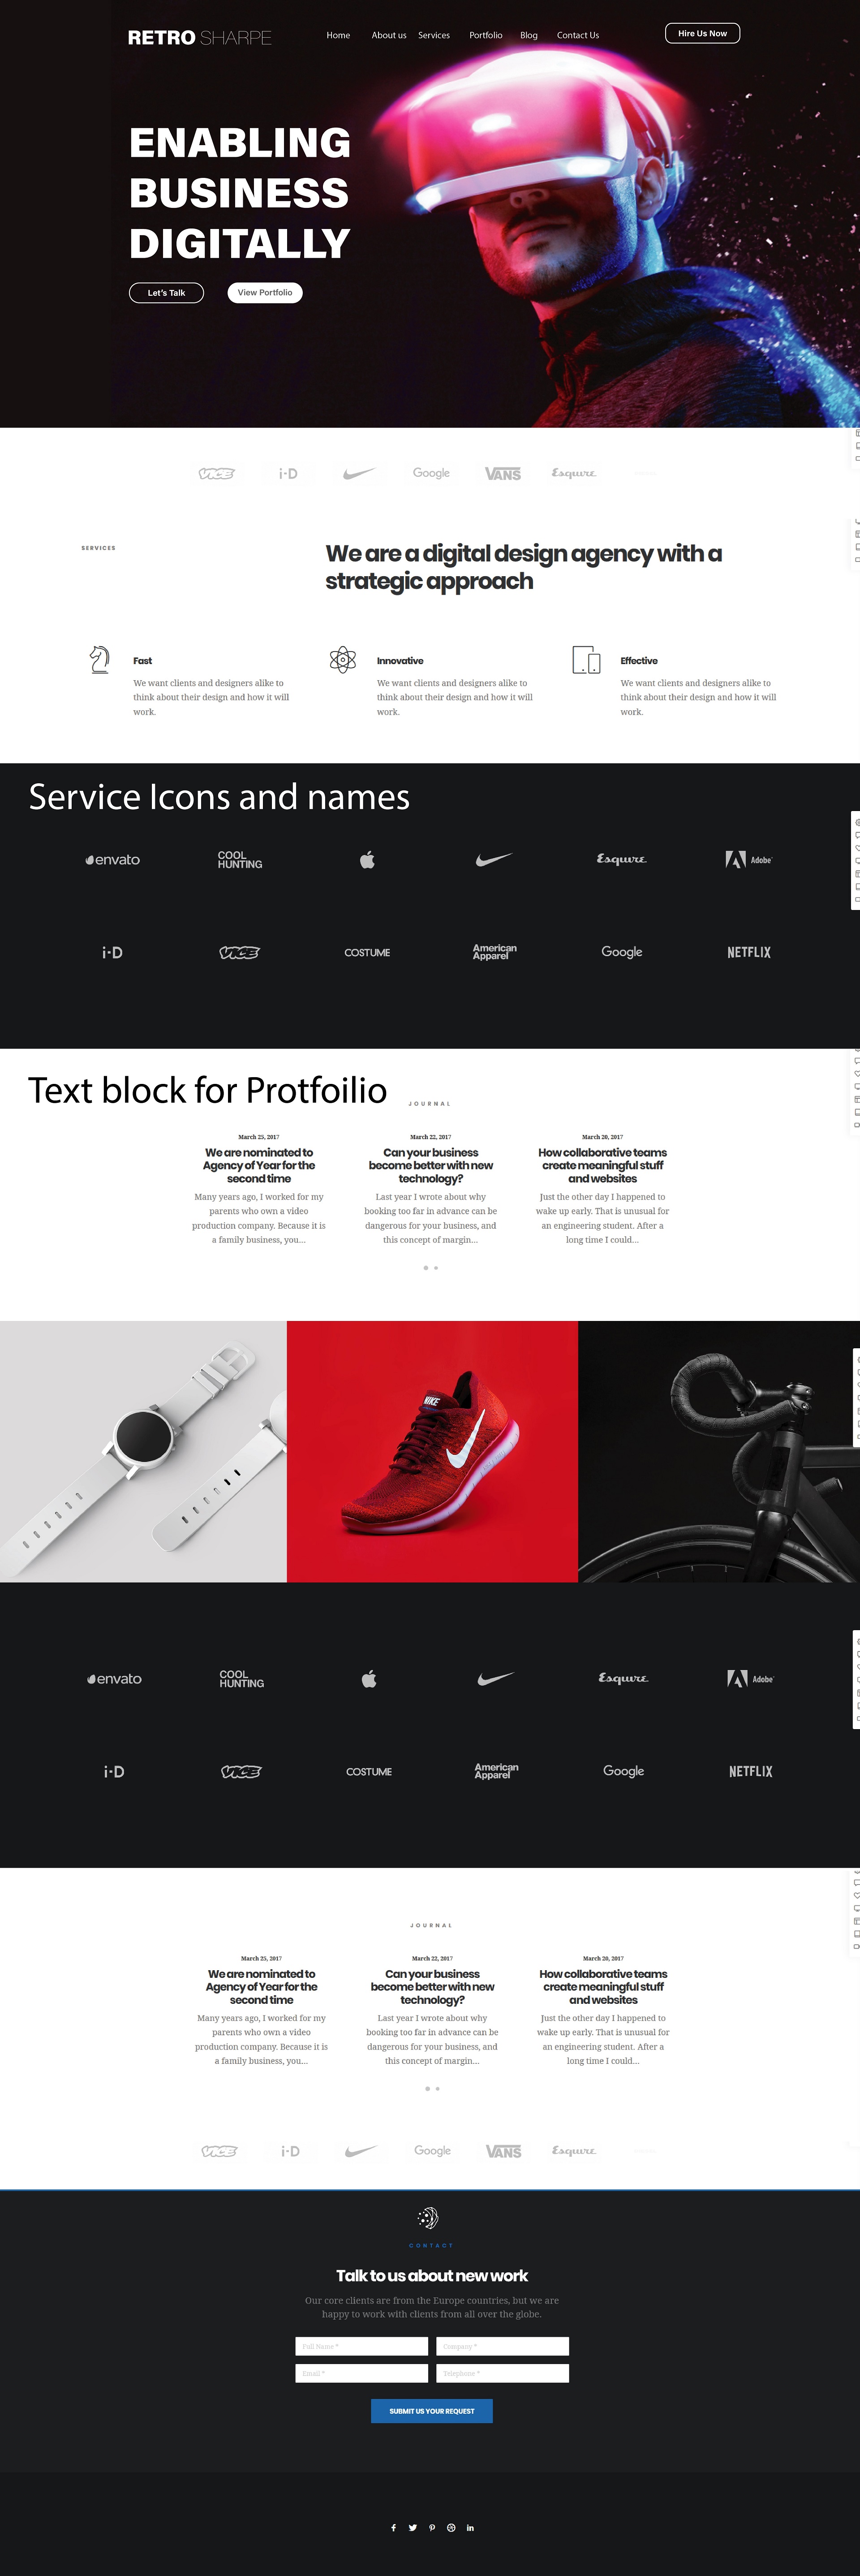 RETRO SHARPE
Home About us Services Portfolio Blog Contact Us
Hire Us Now
ENABLING
BUSINESS
DIGITALLY
Let's Talk
View Portfolio
VICE i-D Google VANS Esquire
SERVICES
We are a digital design agency with a
strategic approach
Fast
We want clients and designers alike to
think about their design and how it will
work.
Innovative
We want clients and designers alike to
think about their design and how it will
work.
Effective
We want clients and designers alike to
think about their design and how it will
work.
Service Icons and names
envato COOL HUNTING Esquire Adobe
i-D VICE COSTUME American Apparel Google NETFLIX
Text block for Protfoilio
JOURNAL
March 25, 2017
We are nominated to
Agency of Year for the
second time
Many years ago, I worked for my
parents who own a video
production company. Because it is
a family business, you...
March 22, 2017
Can your business
become better with new
technology?
Last year I wrote about why
booking too far in advance can be
dangerous for your business, and
this concept of margin...
March 20, 2017
How collaborative teams
create meaningful stuff
and websites
Just the other day I happened to
wake up early. That is unusual for
an engineering student. After a
long time I could...
NIKE
envato COOL HUNTING Esquire Adobe
i-D VICE COSTUME American Apparel Google NETFLIX
JOURNAL
March 25, 2017
We are nominated to
Agency of Year for the
second time
Many years ago, I worked for my
parents who own a video
production company. Because it is
a family business, you...
March 22, 2017
Can your business
become better with new
technology?
Last year I wrote about why
booking too far in advance can be
dangerous for your business, and
this concept of margin...
March 20, 2017
How collaborative teams
create meaningful stuff
and websites
Just the other day I happened to
wake up early. That is unusual for
an engineering student. After a
long time I could...
VICE i-D Google VANS Esquire
CONTACT
Talk to us about new work
Our core clients are from the Europe countries, but we are
happy to work with clients from all over the globe.
Full Name *
Company *
Email *
Telephone *
SUBMIT US YOUR REQUEST